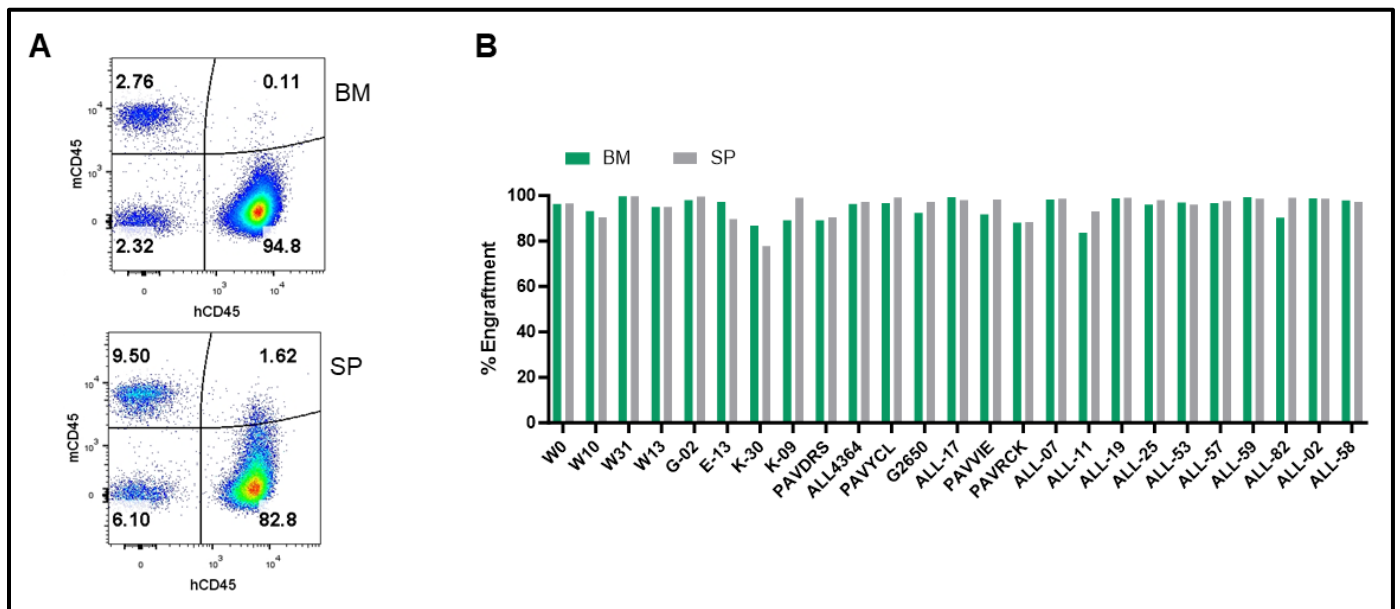 A
B
2.76
0.11
BM
10⁴
10³
0
mCD45
2.32
94.8
0
10³
10⁴
hCD45
9.50
1.62
SP
10⁴
10³
0
mCD45
6.10
82.8
0
10³
10⁴
hCD45
BM
SP
% Engraftment
100
80
60
40
20
0
W0
W10
W31
W13
G-02
E-13
K-30
K-09
PAVDRS
ALL4364
PAVYCL
G2650
ALL-17
PAVVIE
PAVRCK
ALL-07
ALL-11
ALL-19
ALL-25
ALL-53
ALL-57
ALL-59
ALL-82
ALL-02
ALL-58